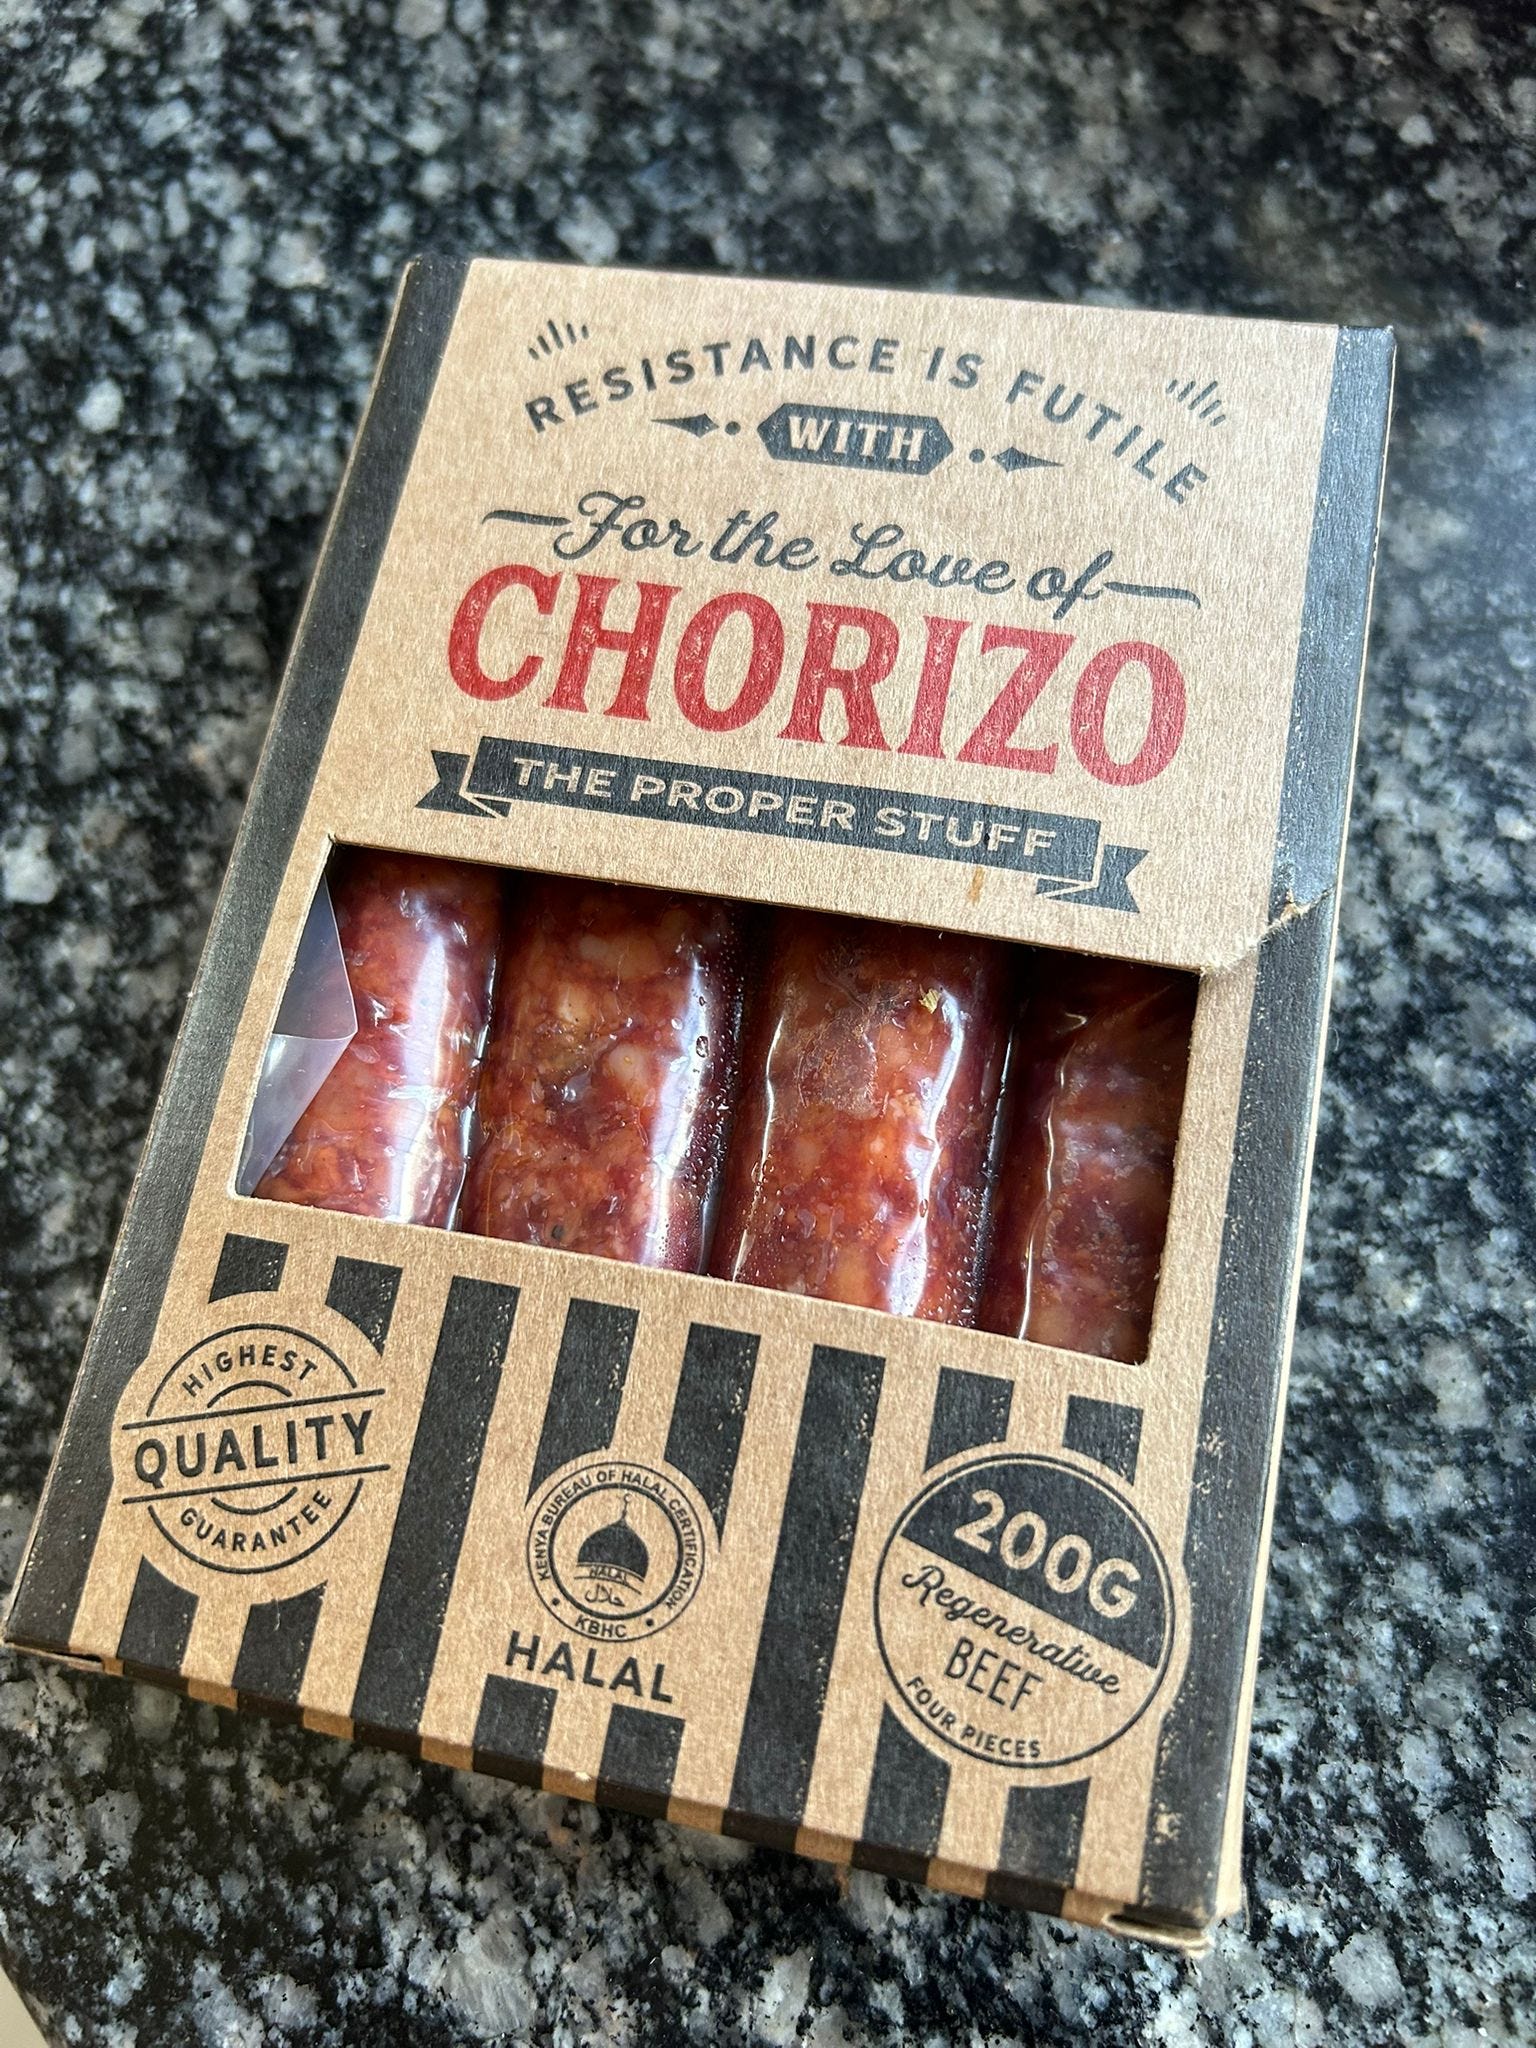 RESISTANCE IS FUTILE
WITH
For the Love of
CHORIZO
THE PROPER STUFF
HIGHEST
QUALITY
GUARANTEE
KENYA BUREAU OF HALAL CERTIFICATION
HALAL
حلال
KBHC
HALAL
200G
Regenerative
BEEF
FOUR PIECES